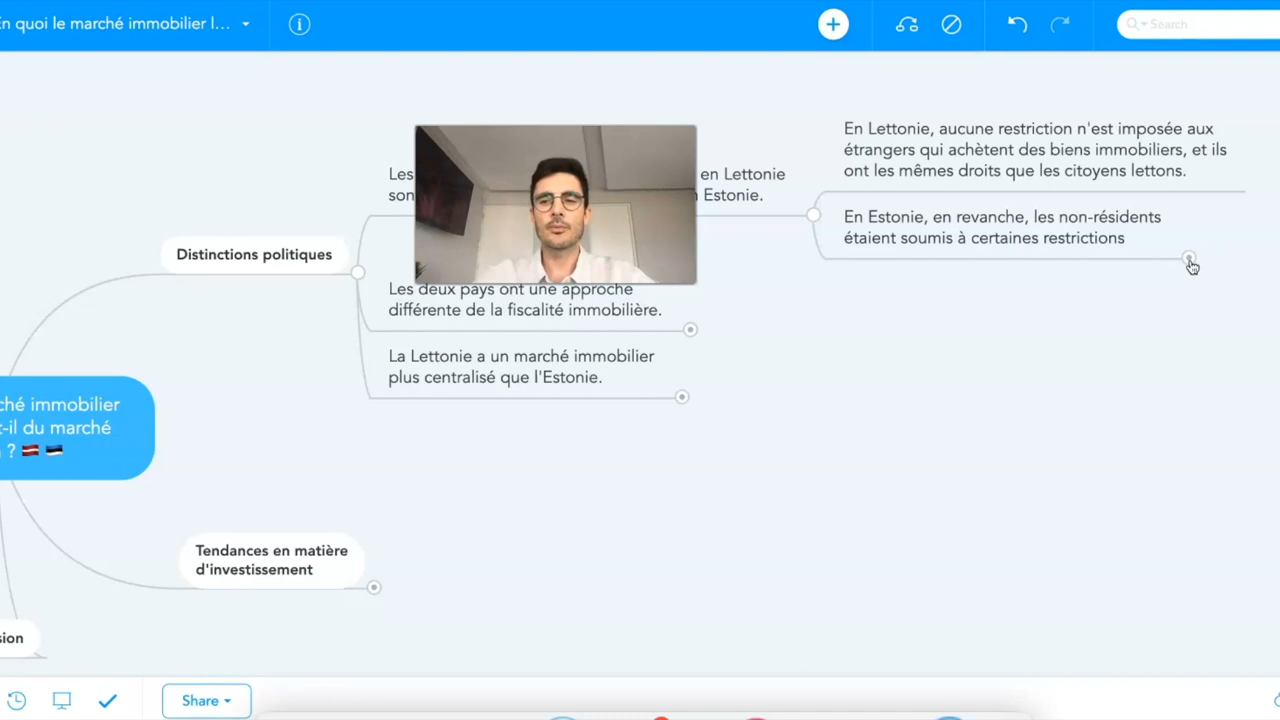 En quoi le marché immobilier l...
Search
En Lettonie, aucune restriction n'est imposée aux
étrangers qui achètent des biens immobiliers, et ils
ont les mêmes droits que les citoyens lettons.
Les
en Lettonie
son
Estonie.
En Estonie, en revanche, les non-résidents
étaient soumis à certaines restrictions
Distinctions politiques
Les deux pays ont une approche
différente de la fiscalité immobilière.
La Lettonie a un marché immobilier
plus centralisé que l'Estonie.
ché immobilier
-il du marché
?
Tendances en matière
d'investissement
sion
Share